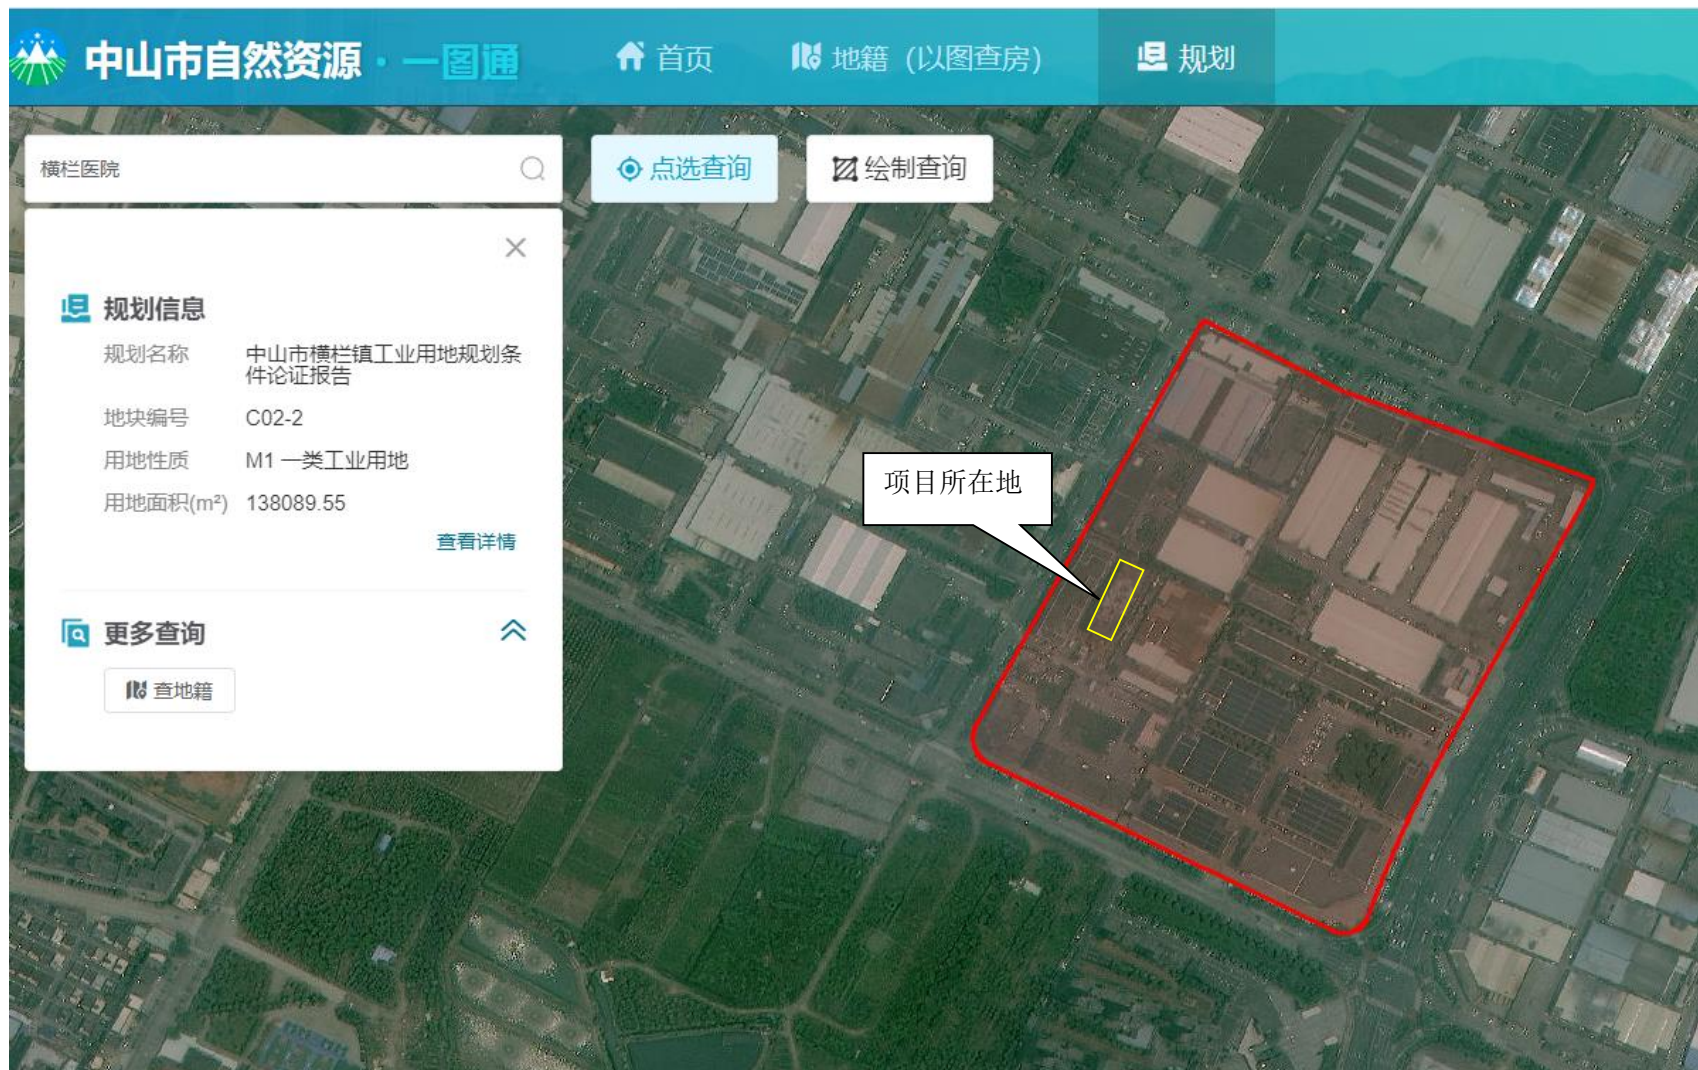 中山市自然资源·一图通
首页
地籍（以图查房）
规划
横栏医院
点选查询
绘制查询
规划信息
规划名称
中山市横栏镇工业用地规划条
件论证报告
地块编号
C02-2
用地性质
M1 一类工业用地
用地面积(m²)
138089.55
查看详情
更多查询
查地籍
项目所在地